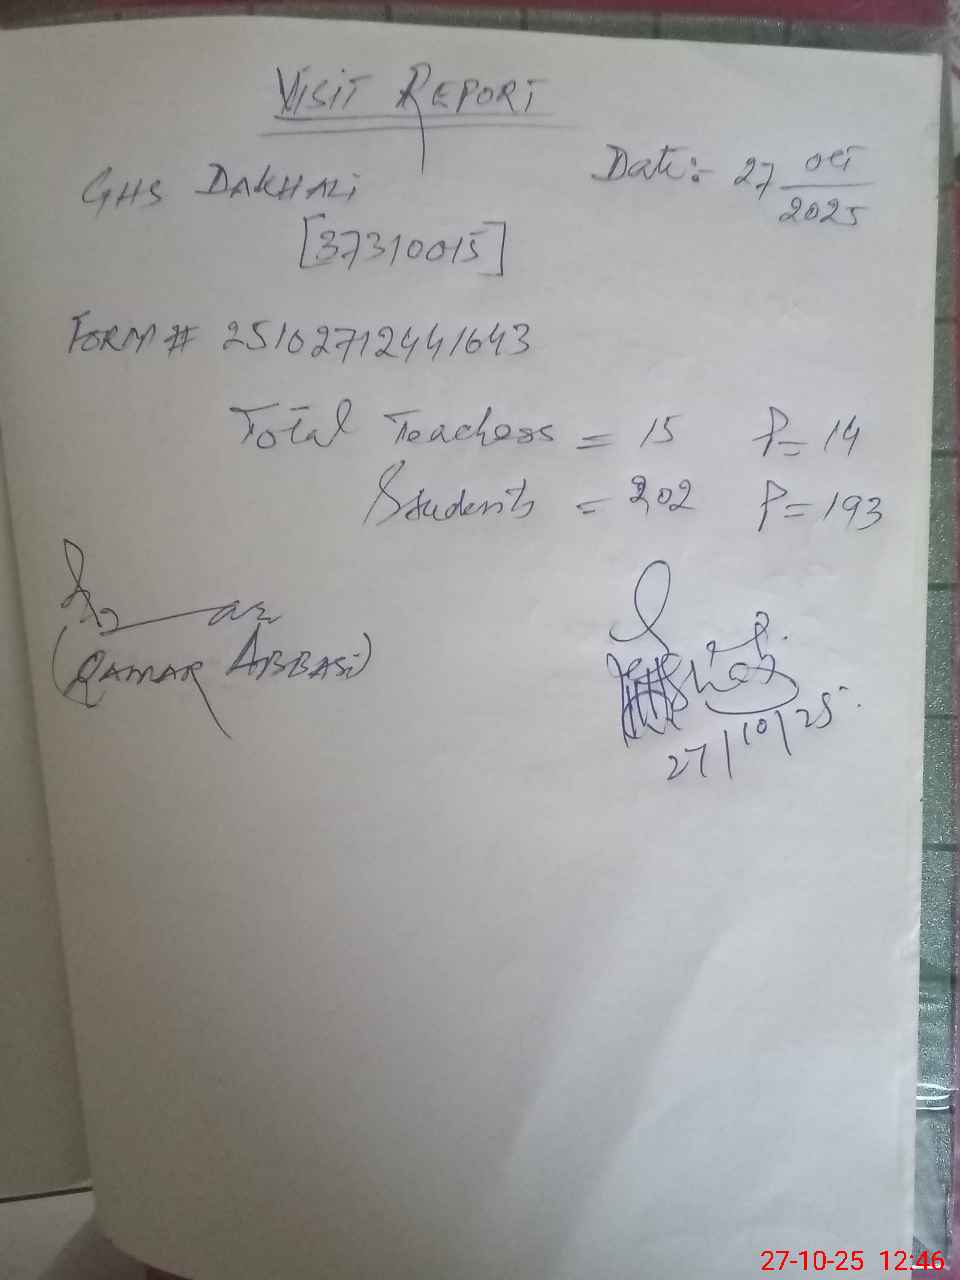 VISIT REPORT
GHS DAKHALI Date:- 27 OCT 2025
[37310015]
FORM # 25102712441643
Total Teachers = 15 P=14
Students = 202 P=193
(QAMAR ABBASI)
27/10/25
27-10-25 12:46